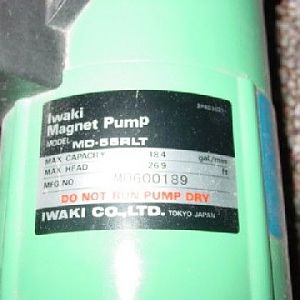 Iwaki
Magnet Pump
MODEL MD-55RLT
MAX CAPACITY 18.4 gal/min
MAX HEAD 26.9 ft
MFG NO M0600189
DO NOT RUN PUMP DRY
IWAKI CO., LTD. TOKYO JAPAN